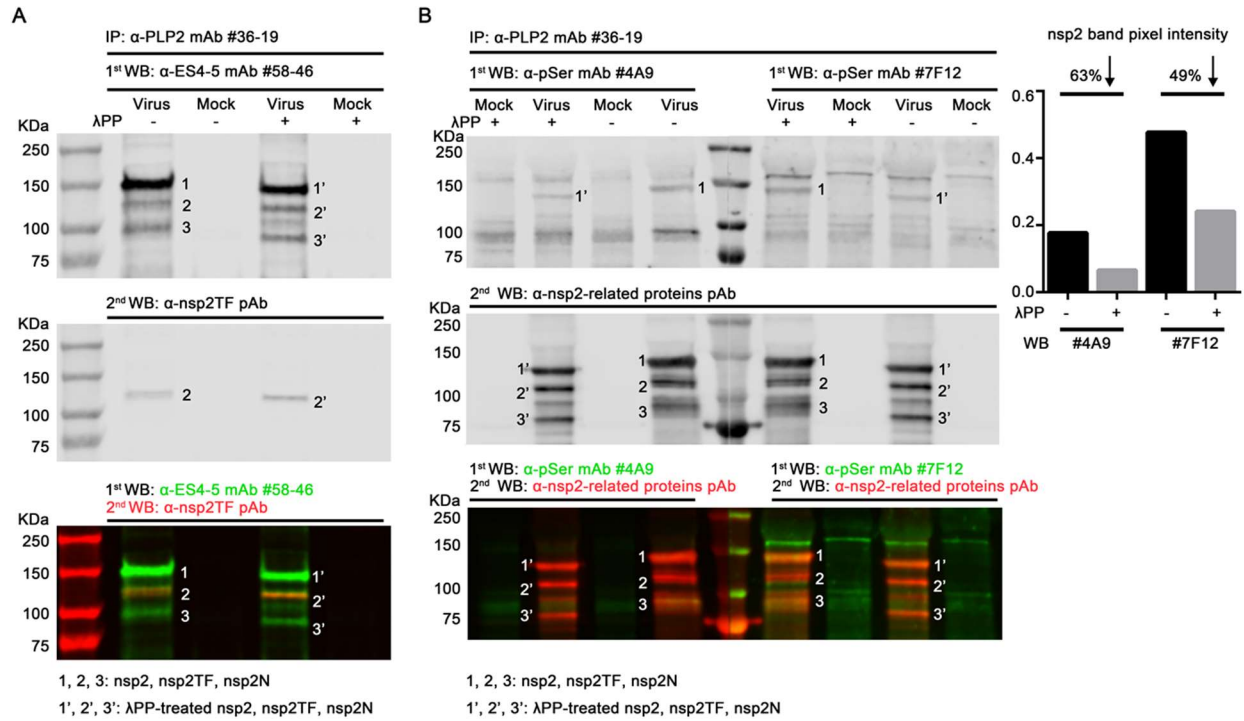 A
IP: α-PLP2 mAb #36-19
1st WB: α-ES4-5 mAb #58-46
Virus Mock Virus Mock
λPP - - + +
KDa
250
150
100
75
1
2
3
1’
2’
3’
2nd WB: α-nsp2TF pAb
KDa
250
150
100
75
2
2’
1st WB: α-ES4-5 mAb #58-46
2nd WB: α-nsp2TF pAb
KDa
250
150
100
75
1
2
3
1’
2’
3’
1, 2, 3: nsp2, nsp2TF, nsp2N
1’, 2’, 3’: λPP-treated nsp2, nsp2TF, nsp2N
B
IP: α-PLP2 mAb #36-19
1st WB: α-pSer mAb #4A9 1st WB: α-pSer mAb #7F12
Mock Virus Mock Virus Virus Mock Virus Mock
λPP + + - - + + - -
KDa
250
150
100
75
1’
1
1
1’
2nd WB: α-nsp2-related proteins pAb
KDa
250
150
100
75
1’
2’
3’
1
2
3
1
2
3
1’
2’
3’
1st WB: α-pSer mAb #4A9 1st WB: α-pSer mAb #7F12
2nd WB: α-nsp2-related proteins pAb 2nd WB: α-nsp2-related proteins pAb
KDa
250
150
100
75
1’
2’
3’
1
2
3
1
2
3
1’
2’
3’
1, 2, 3: nsp2, nsp2TF, nsp2N
1’, 2’, 3’: λPP-treated nsp2, nsp2TF, nsp2N
nsp2 band pixel intensity
63% 49%
0.6
0.4
0.2
0.0
λPP - + - +
WB #4A9 #7F12